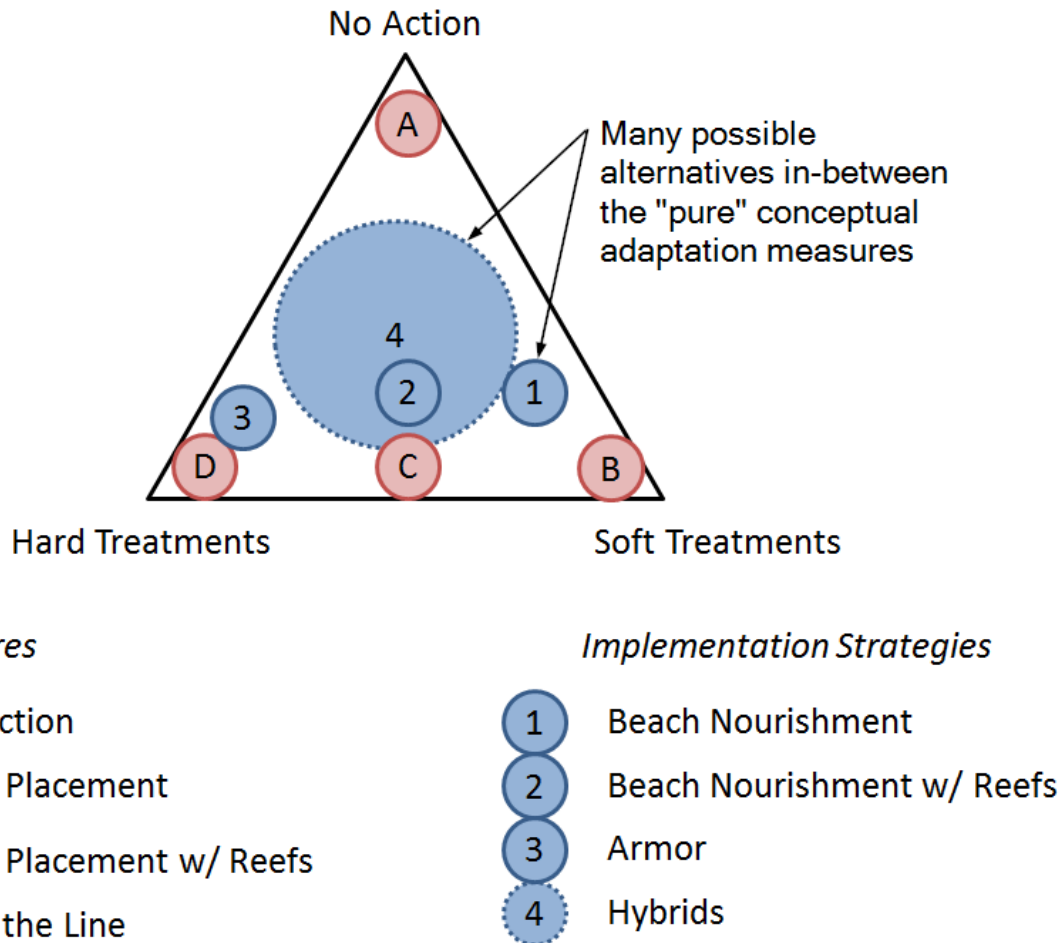 No Action
A
Many possible
alternatives in-between
the "pure" conceptual
adaptation measures
4
2
1
3
D
C
B
Hard Treatments
Soft Treatments
res
Implementation Strategies
ction
1
Beach Nourishment
Placement
2
Beach Nourishment w/ Reefs
Placement w/ Reefs
3
Armor
the Line
4
Hybrids